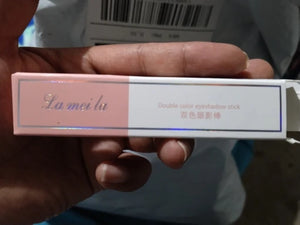 La mei la
Double color eyeshadow stick
双色眼影棒